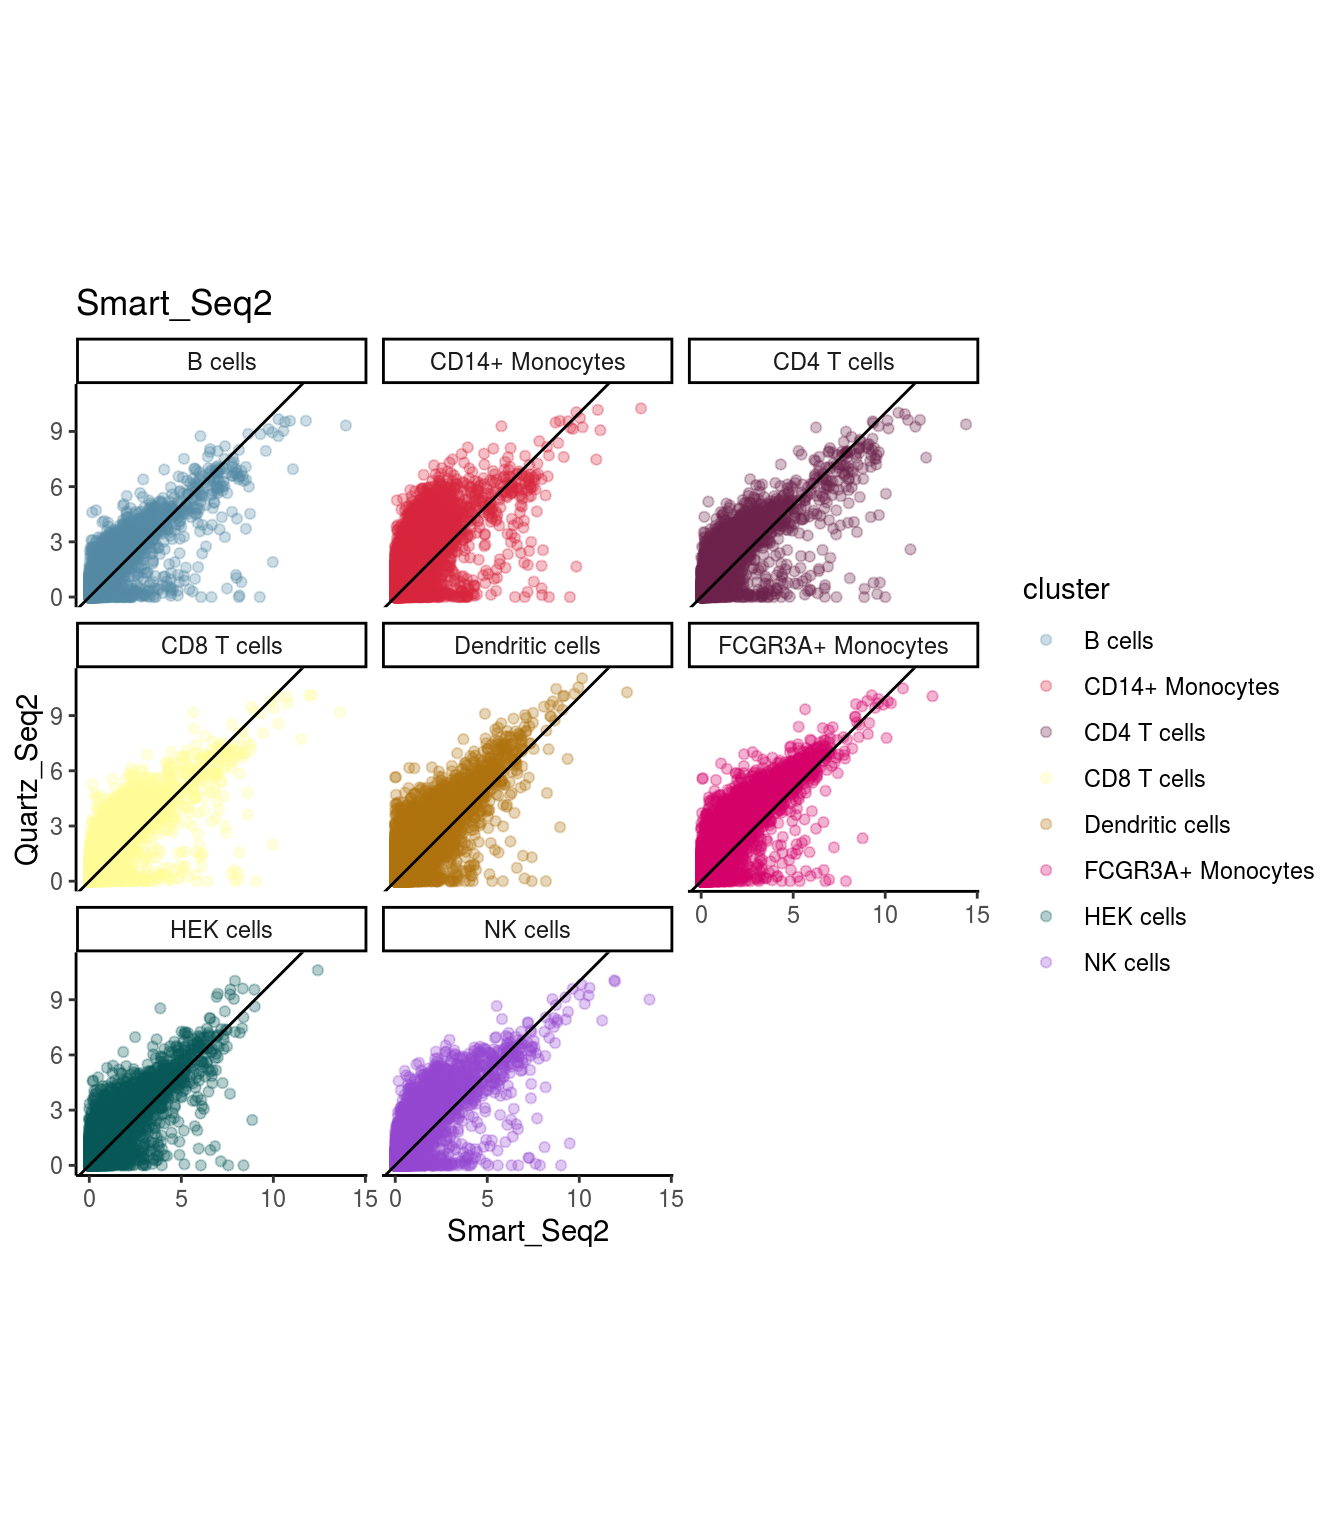 Smart_Seq2
B cells
CD14+ Monocytes
CD4 T cells
9
6
3
0
CD8 T cells
Dendritic cells
FCGR3A+ Monocytes
Quartz_Seq2
9
6
3
0
0 5 10 15
HEK cells
NK cells
9
6
3
0
0 5 10 15
0 5 10 15
Smart_Seq2
cluster
B cells
CD14+ Monocytes
CD4 T cells
CD8 T cells
Dendritic cells
FCGR3A+ Monocytes
HEK cells
NK cells